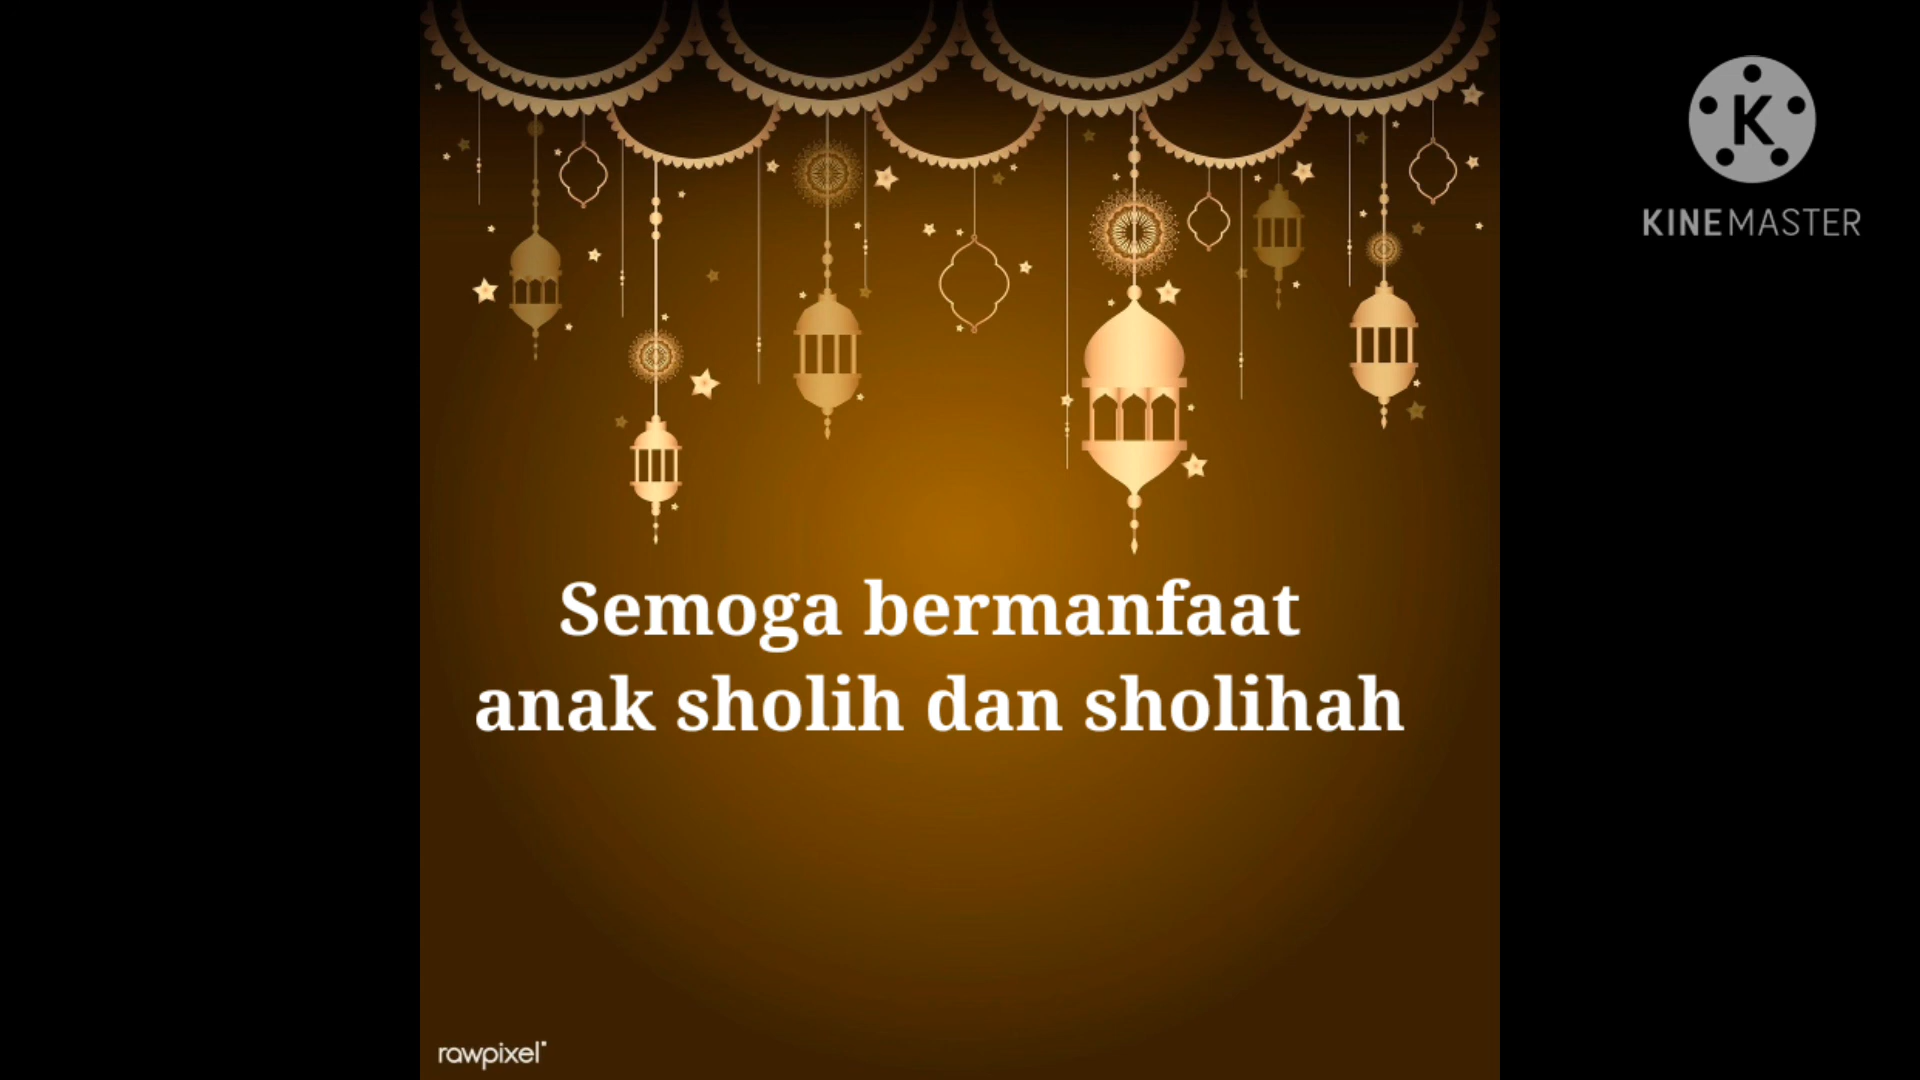 K
KINEMASTER
Semoga bermanfaat
anak sholih dan sholihah
rawpixel